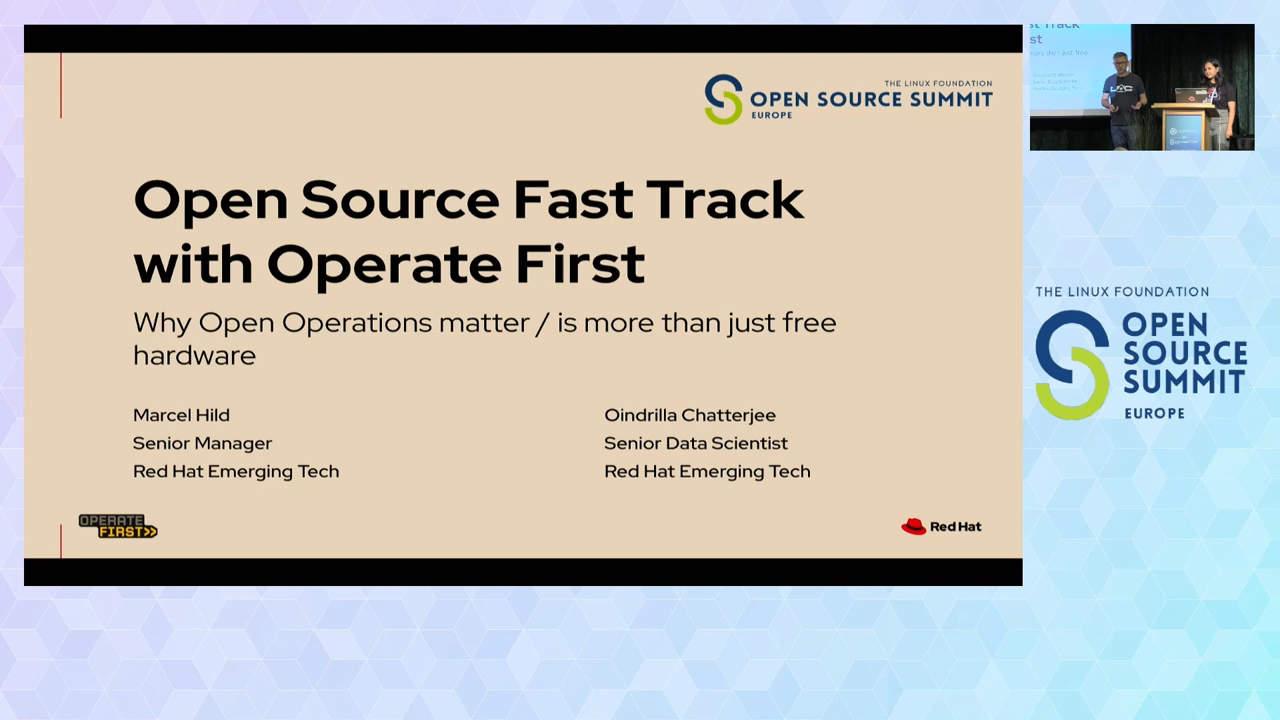 THE LINUX FOUNDATION
OPEN SOURCE SUMMIT
EUROPE
Open Source Fast Track
with Operate First
Why Open Operations matter / is more than just free
hardware
Marcel Hild
Senior Manager
Red Hat Emerging Tech
Oindrilla Chatterjee
Senior Data Scientist
Red Hat Emerging Tech
OPERATE
FIRST
Red Hat
THE LINUX FOUNDATION
OPEN
SOURCE
SUMMIT
EUROPE